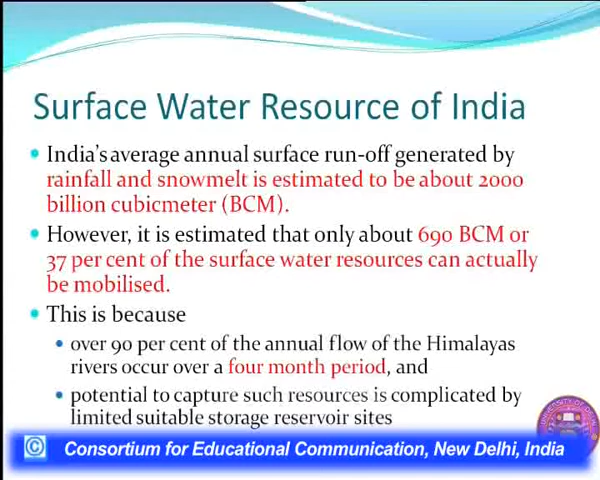 Surface Water Resource of India
India's average annual surface run-off generated by
rainfall and snowmelt is estimated to be about 2000
billion cubicmeter (BCM).
However, it is estimated that only about 690 BCM or
37 per cent of the surface water resources can actually
be mobilised.
This is because
over 90 per cent of the annual flow of the Himalayas
rivers occur over a four month period, and
potential to capture such resources is complicated by
limited suitable storage reservoir sites
© Consortium for Educational Communication, New Delhi, India